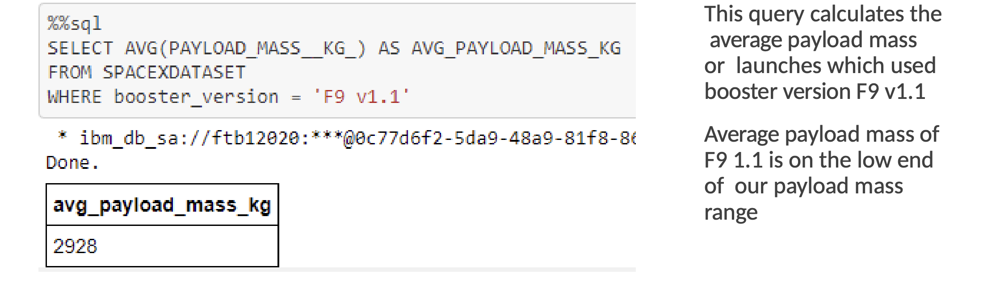 %%sql
SELECT AVG(PAYLOAD_MASS__KG_) AS AVG_PAYLOAD_MASS_KG
FROM SPACEXDATASET
WHERE booster_version = 'F9 v1.1'
* ibm_db_sa://ftb12020:***@0c77d6f2-5da9-48a9-81f8-86
Done.
avg_payload_mass_kg
2928
This query calculates the
average payload mass
or launches which used
booster version F9 v1.1
Average payload mass of
F9 1.1 is on the low end
of our payload mass
range